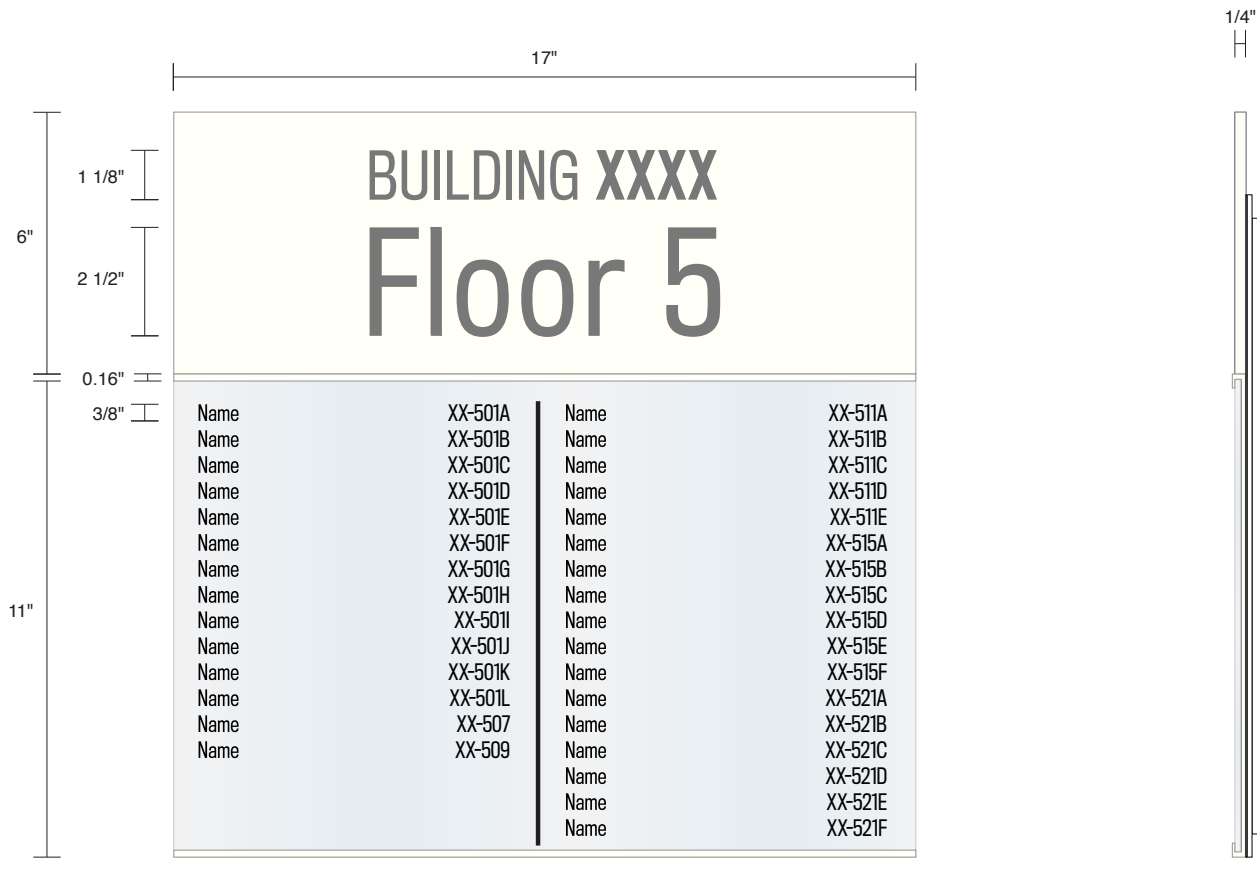 1/4"
17"
BUILDING XXXX
1 1/8"
6"
Floor 5
2 1/2"
0.16"
3/8"
11"
Name XX-501A
Name XX-501B
Name XX-501C
Name XX-501D
Name XX-501E
Name XX-501F
Name XX-501G
Name XX-501H
Name XX-501I
Name XX-501J
Name XX-501K
Name XX-501L
Name XX-507
Name XX-509
Name XX-511A
Name XX-511B
Name XX-511C
Name XX-511D
Name XX-511E
Name XX-515A
Name XX-515B
Name XX-515C
Name XX-515D
Name XX-515E
Name XX-515F
Name XX-521A
Name XX-521B
Name XX-521C
Name XX-521D
Name XX-521E
Name XX-521F